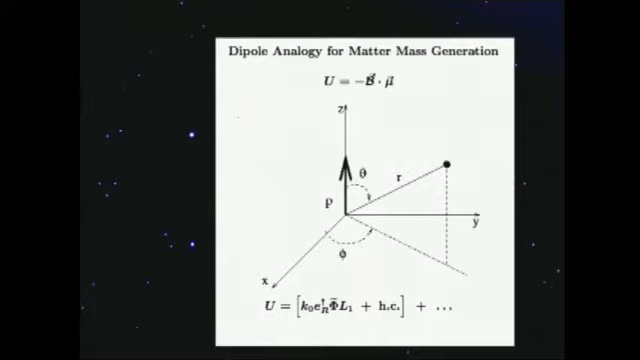 Dipole Analogy for Matter Mass Generation
U = −B⃗ · μ⃗
z
θ
r
p
y
ϕ
x
U = [k₀e†_R Φ̃L₁ + h.c.] + ...